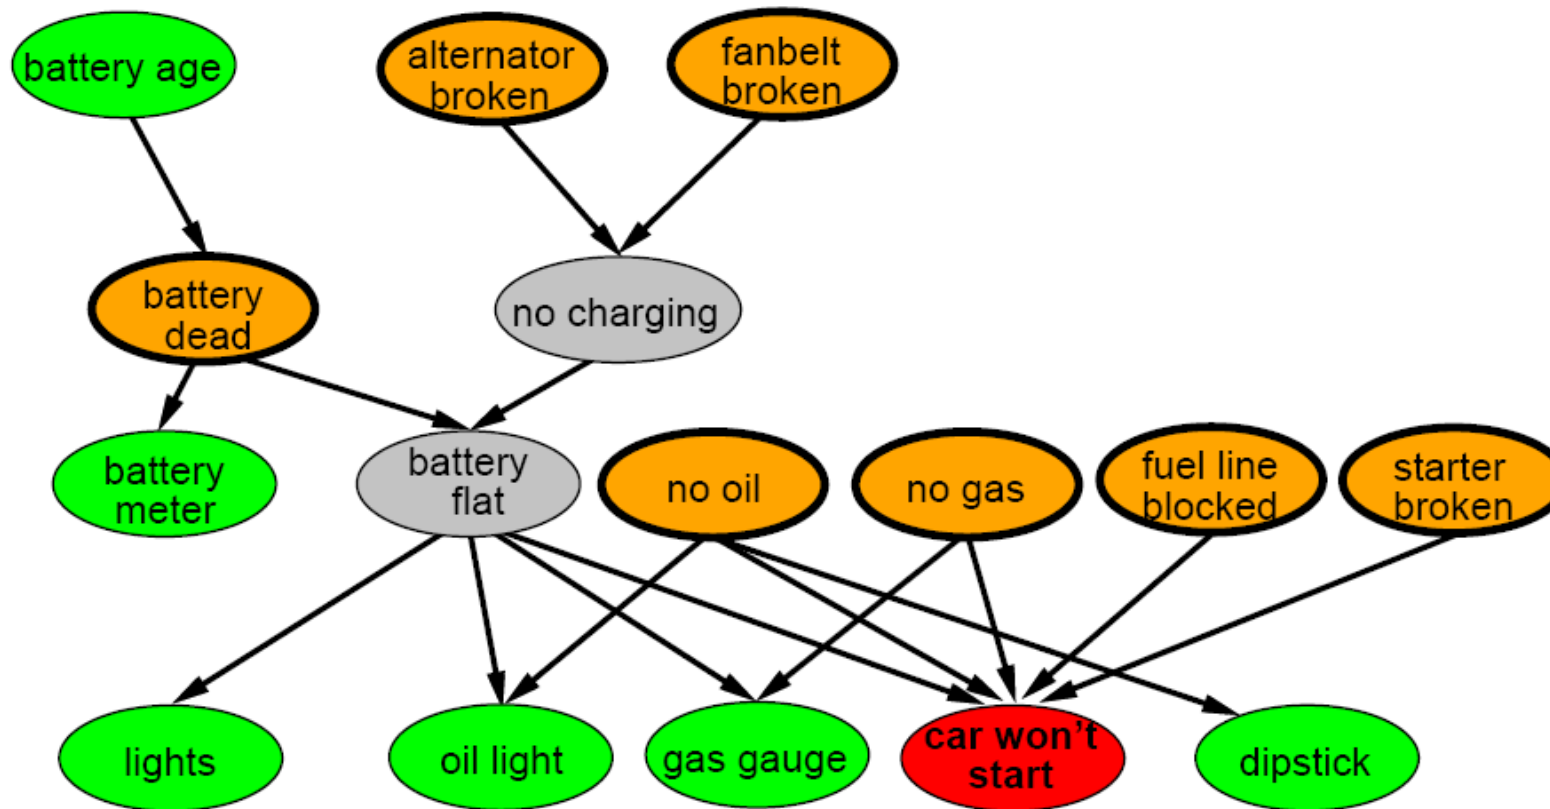 battery age
alternator
broken
fanbelt
broken
battery
dead
no charging
battery
meter
battery
flat
no oil
no gas
fuel line
blocked
starter
broken
lights
oil light
gas gauge
car won't
start
dipstick